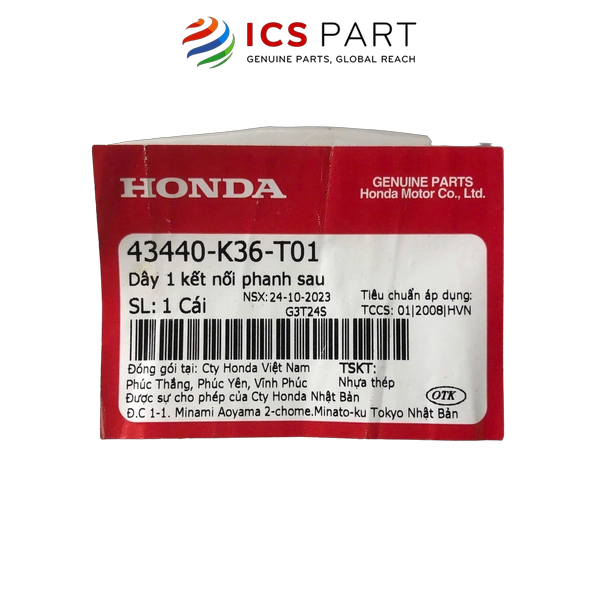 ICS PART
GENUINE PARTS, GLOBAL REACH
HONDA
GENUINE PARTS
Honda Motor Co., Ltd.
43440-K36-T01
Dây 1 kết nối phanh sau
SL: 1 Cái
NSX: 24-10-2023
G3T24S
Tiêu chuẩn áp dụng:
TCCS: 01|2008|HVN
Đóng gói tại: Cty Honda Việt Nam
Phúc Thắng, Phúc Yên, Vĩnh Phúc
TSKT:
Nhựa thép
Được sự cho phép của Cty Honda Nhật Bản
Đ.C 1-1. Minami Aoyama 2-chome.Minato-ku Tokyo Nhật Bản
OTK